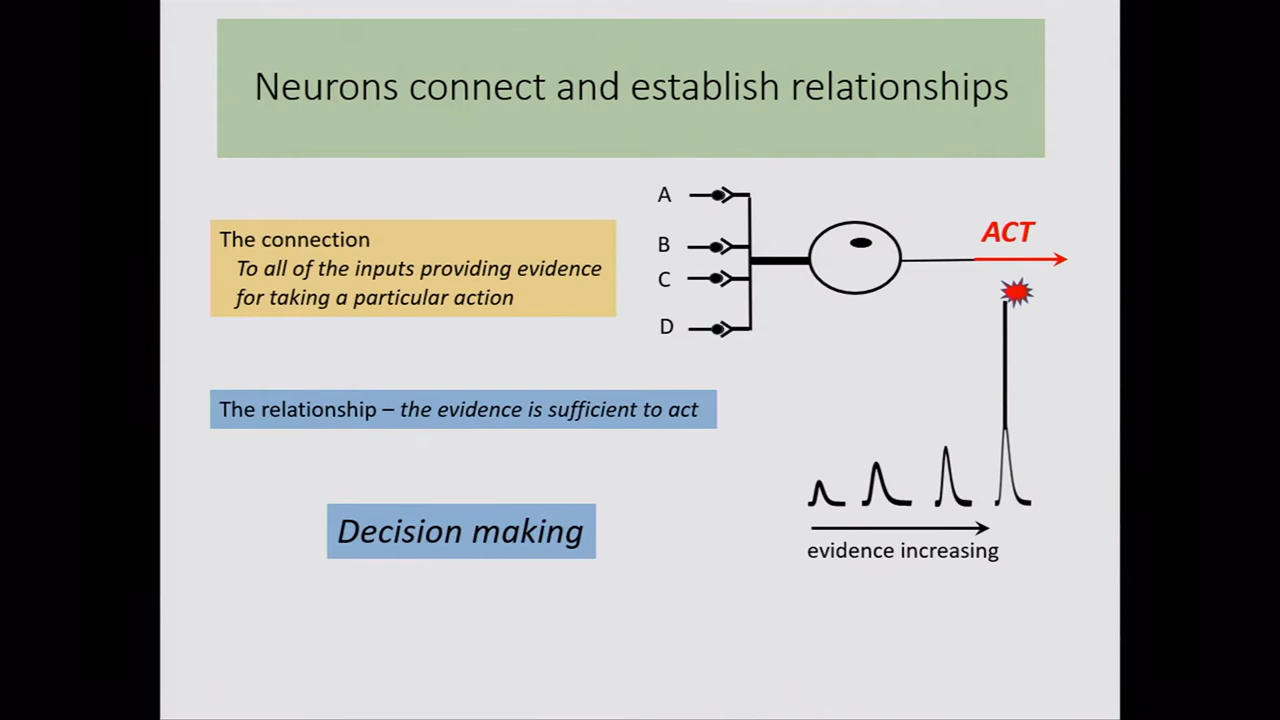 Neurons connect and establish relationships
A
B
C
D
ACT
The connection
To all of the inputs providing evidence
for taking a particular action
The relationship – the evidence is sufficient to act
Decision making
evidence increasing